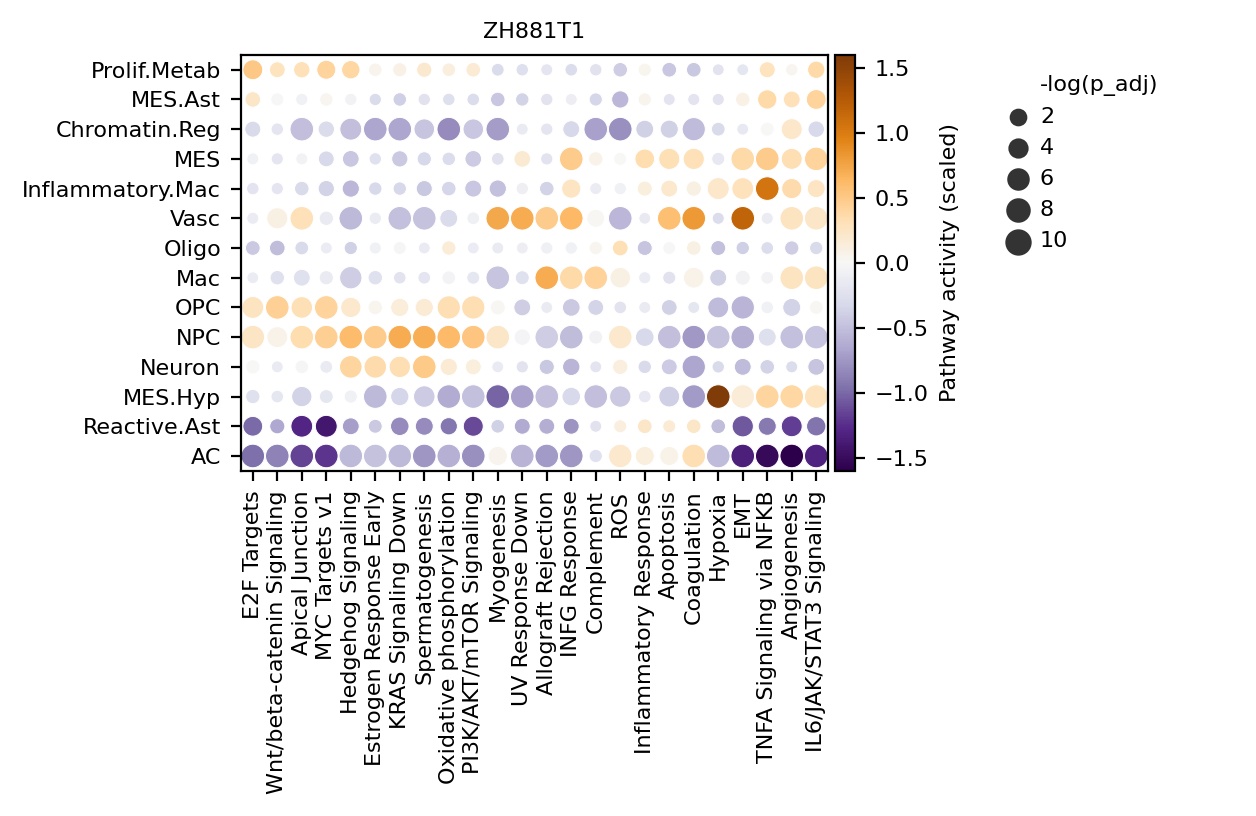 ZH881T1
Prolif.Metab
MES.Ast
Chromatin.Reg
MES
Inflammatory.Mac
Vasc
Oligo
Mac
OPC
NPC
Neuron
MES.Hyp
Reactive.Ast
AC
E2F Targets
Wnt/beta-catenin Signaling
Apical Junction
MYC Targets v1
Hedgehog Signaling
Estrogen Response Early
KRAS Signaling Down
Spermatogenesis
Oxidative phosphorylation
PI3K/AKT/mTOR Signaling
Myogenesis
UV Response Down
Allograft Rejection
INFG Response
Complement
ROS
Inflammatory Response
Apoptosis
Coagulation
Hypoxia
EMT
TNFA Signaling via NFKB
Angiogenesis
IL6/JAK/STAT3 Signaling
1.5
1.0
0.5
0.0
−0.5
−1.0
−1.5
Pathway activity (scaled)
-log(p_adj)
2
4
6
8
10